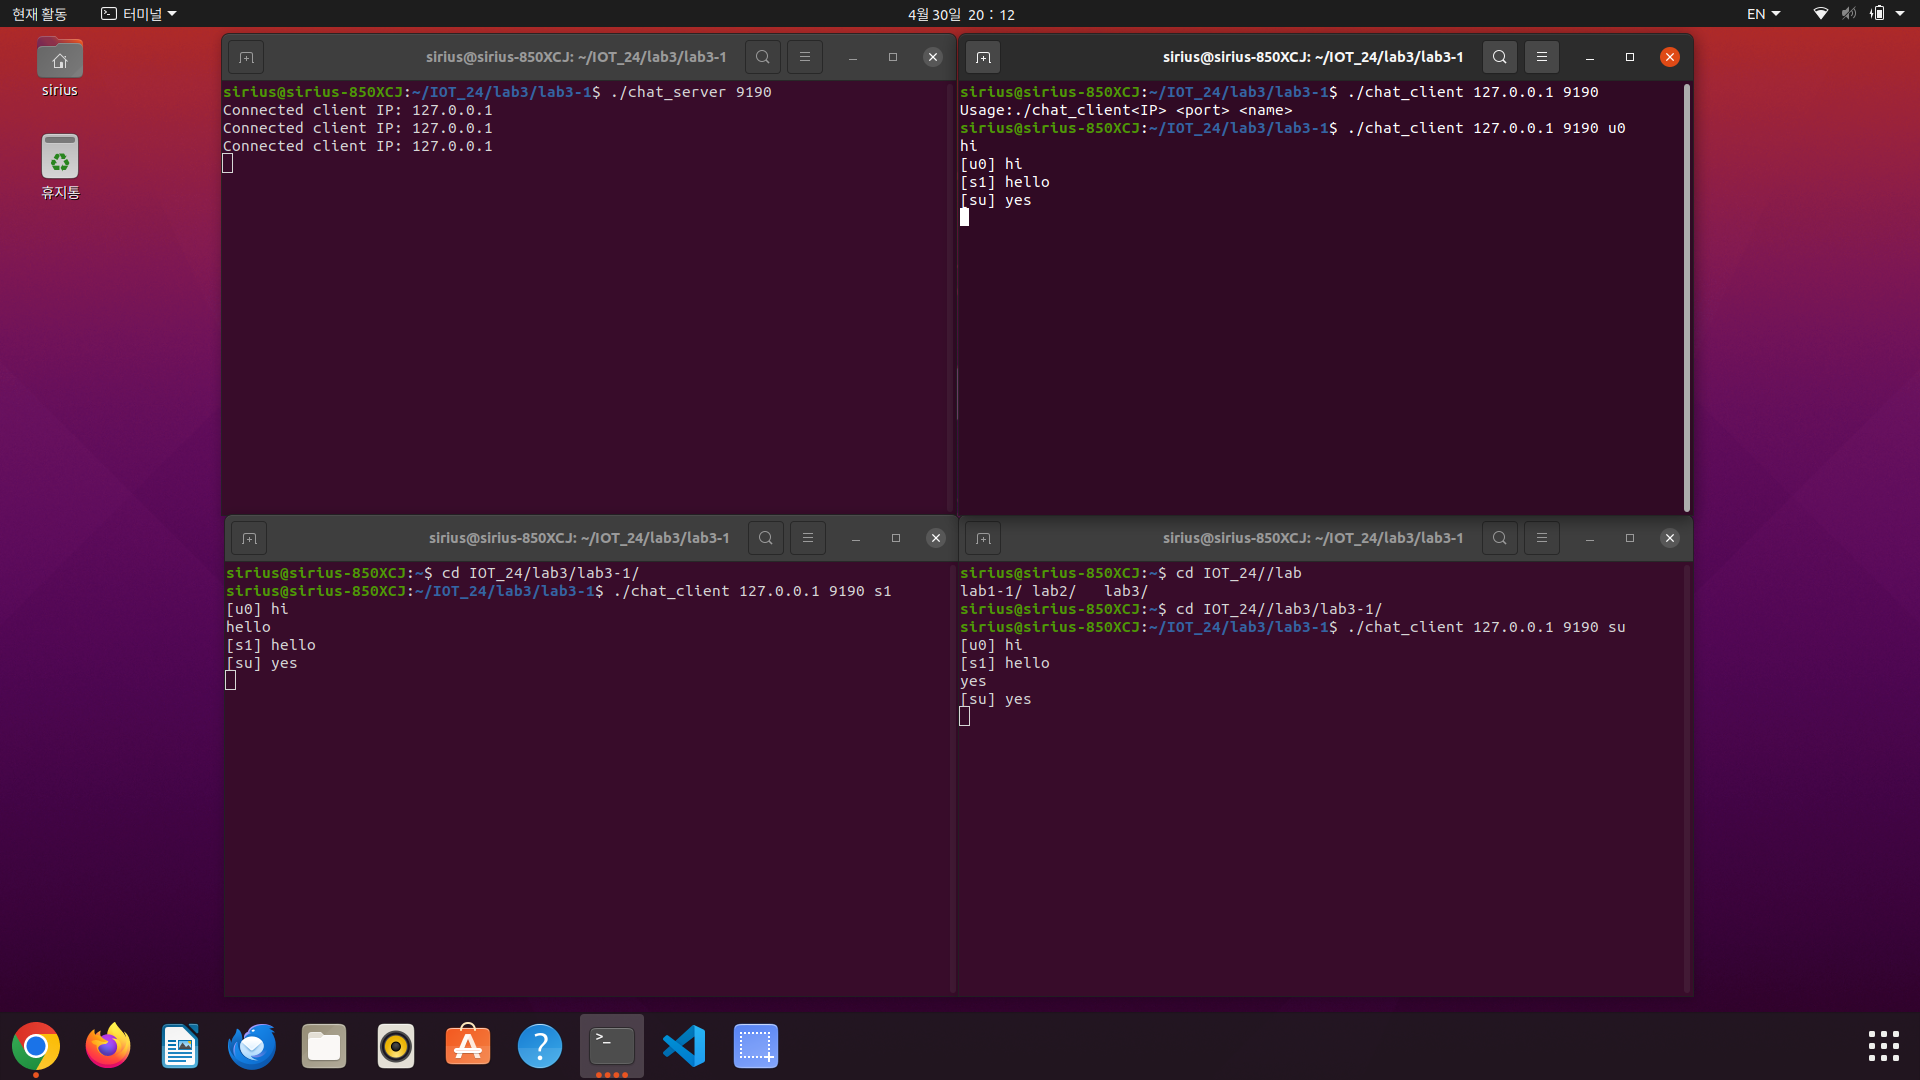 현재 활동
터미널
4월 30일 20 : 12
EN
sirius
휴지통
sirius@sirius-850XCJ: ~/IOT_24/lab3/lab3-1
sirius@sirius-850XCJ:~/IOT_24/lab3/lab3-1$ ./chat_server 9190
Connected client IP: 127.0.0.1
Connected client IP: 127.0.0.1
Connected client IP: 127.0.0.1
sirius@sirius-850XCJ: ~/IOT_24/lab3/lab3-1
sirius@sirius-850XCJ:~/IOT_24/lab3/lab3-1$ ./chat_client 127.0.0.1 9190
Usage:./chat_client<IP> <port> <name>
sirius@sirius-850XCJ:~/IOT_24/lab3/lab3-1$ ./chat_client 127.0.0.1 9190 u0
hi
[u0] hi
[s1] hello
[su] yes
sirius@sirius-850XCJ: ~/IOT_24/lab3/lab3-1
sirius@sirius-850XCJ:~$ cd IOT_24/lab3/lab3-1/
sirius@sirius-850XCJ:~/IOT_24/lab3/lab3-1$ ./chat_client 127.0.0.1 9190 s1
[u0] hi
hello
[s1] hello
[su] yes
sirius@sirius-850XCJ: ~/IOT_24/lab3/lab3-1
sirius@sirius-850XCJ:~$ cd IOT_24//lab
lab1-1/ lab2/   lab3/
sirius@sirius-850XCJ:~$ cd IOT_24//lab3/lab3-1/
sirius@sirius-850XCJ:~/IOT_24/lab3/lab3-1$ ./chat_client 127.0.0.1 9190 su
[u0] hi
[s1] hello
yes
[su] yes